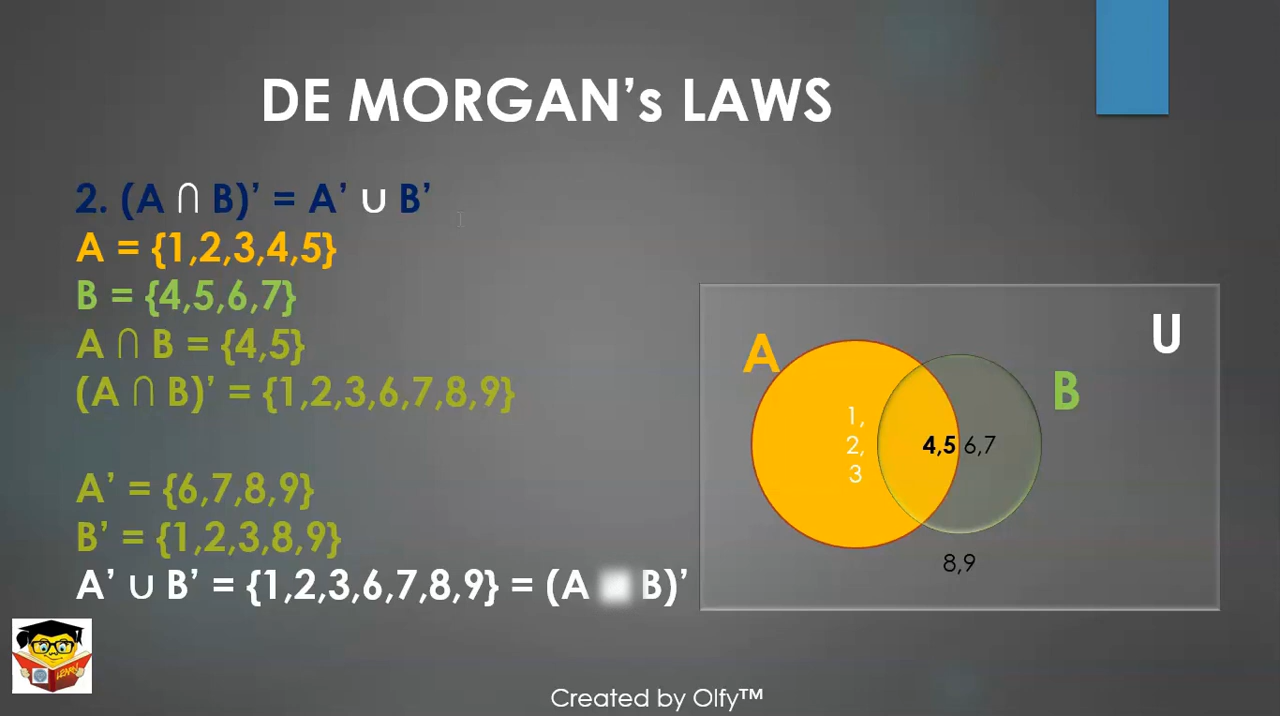 DE MORGAN's LAWS
2. (A ∩ B)’ = A’ ∪ B’
A = {1,2,3,4,5}
B = {4,5,6,7}
A ∩ B = {4,5}
(A ∩ B)’ = {1,2,3,6,7,8,9}
A’ = {6,7,8,9}
B’ = {1,2,3,8,9}
A’ ∪ B’ = {1,2,3,6,7,8,9} = (A B)’
U
A
B
1,
2,
3
4,5
6,7
8,9
LEARN!
Created by Olfy™